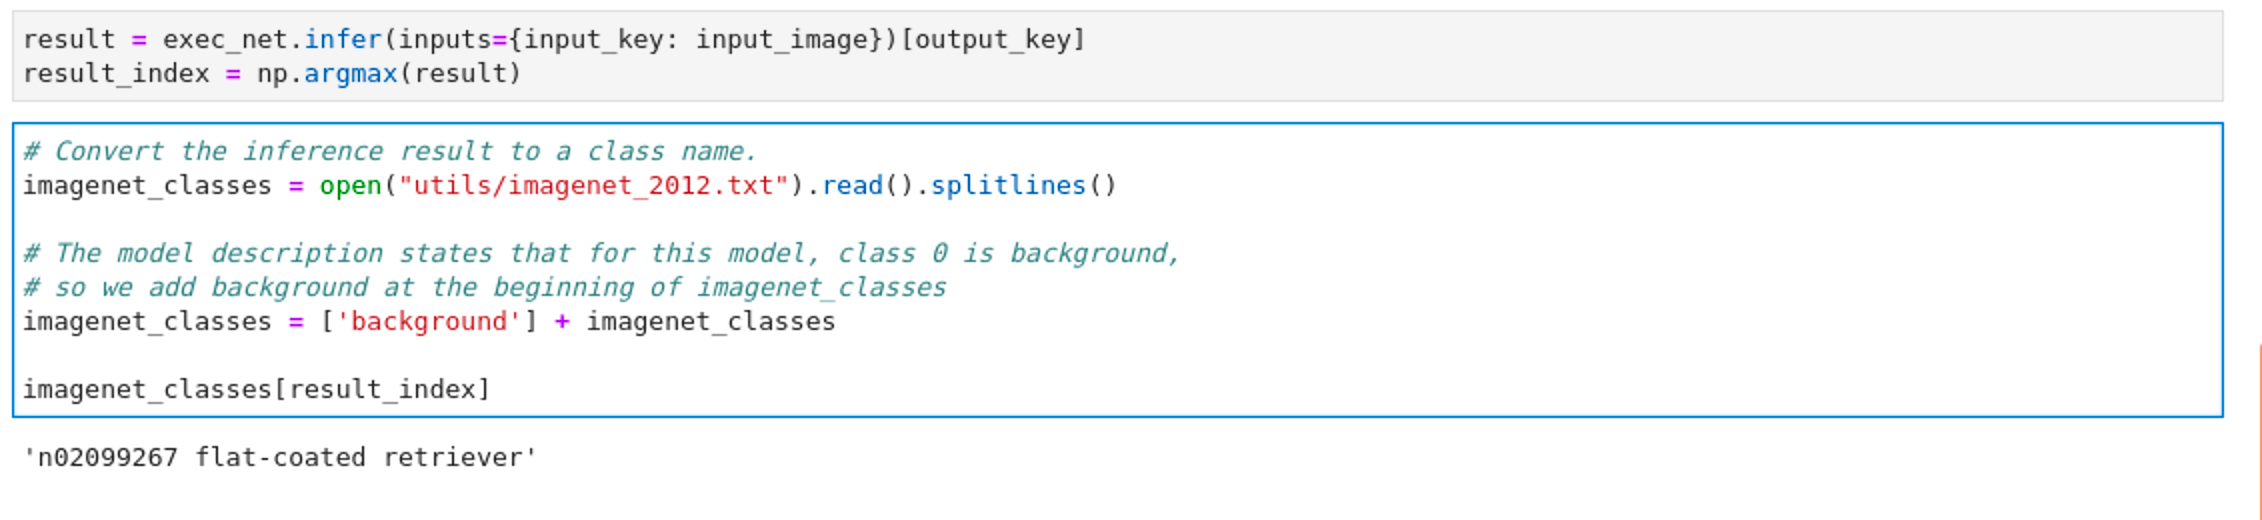 result = exec_net.infer(inputs={input_key: input_image})[output_key]
result_index = np.argmax(result)
# Convert the inference result to a class name.
imagenet_classes = open("utils/imagenet_2012.txt").read().splitlines()
# The model description states that for this model, class 0 is background,
# so we add background at the beginning of imagenet_classes
imagenet_classes = ['background'] + imagenet_classes
imagenet_classes[result_index]
'n02099267 flat-coated retriever'